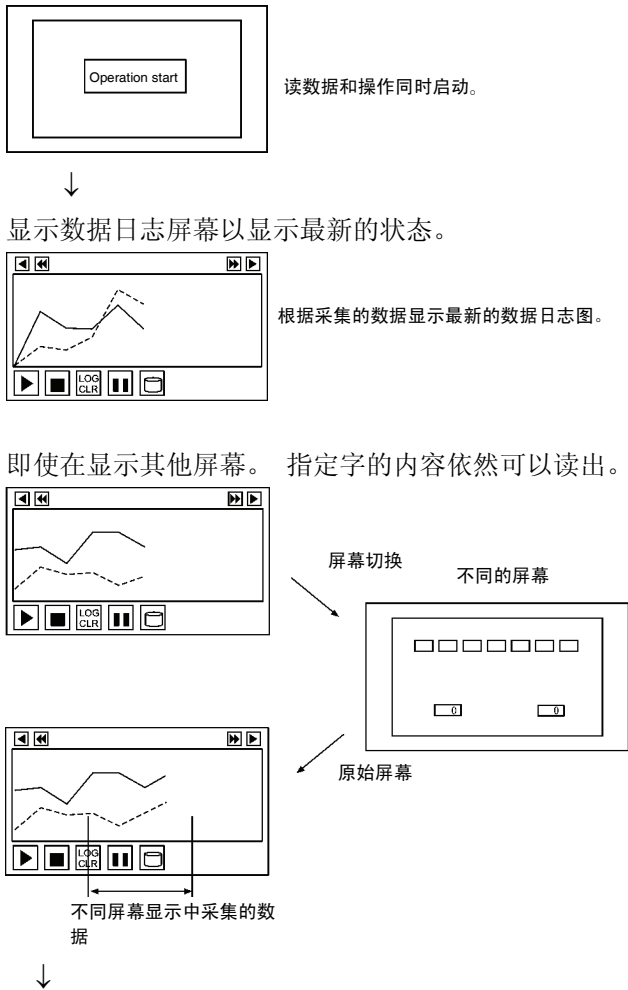 Operation start
读数据和操作同时启动。
↓
显示数据日志屏幕以显示最新的状态。
根据采集的数据显示最新的数据日志图。
LOG
CLR
即使在显示其他屏幕。 指定字的内容依然可以读出。
LOG
CLR
屏幕切换
不同的屏幕
0
0
原始屏幕
LOG
CLR
不同屏幕显示中采集的数
据
↓